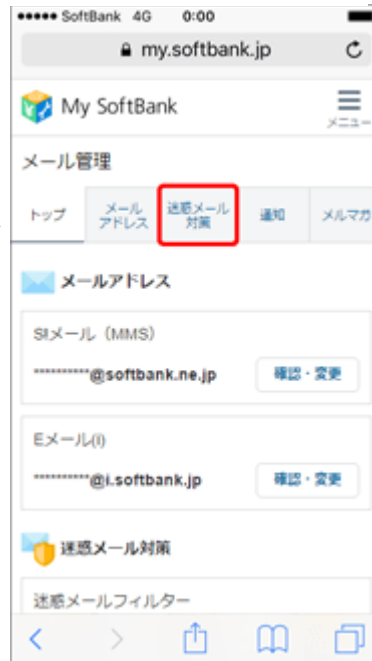 SoftBank 4G 0:00
my.softbank.jp
My SoftBank
メニュー
メール管理
トップ
メール
アドレス
迷惑メール
対策
通知
メルマガ
メールアドレス
S!メール（MMS）
**********@softbank.ne.jp
確認・変更
Eメール(i)
**********@i.softbank.jp
確認・変更
迷惑メール対策
迷惑メールフィルター